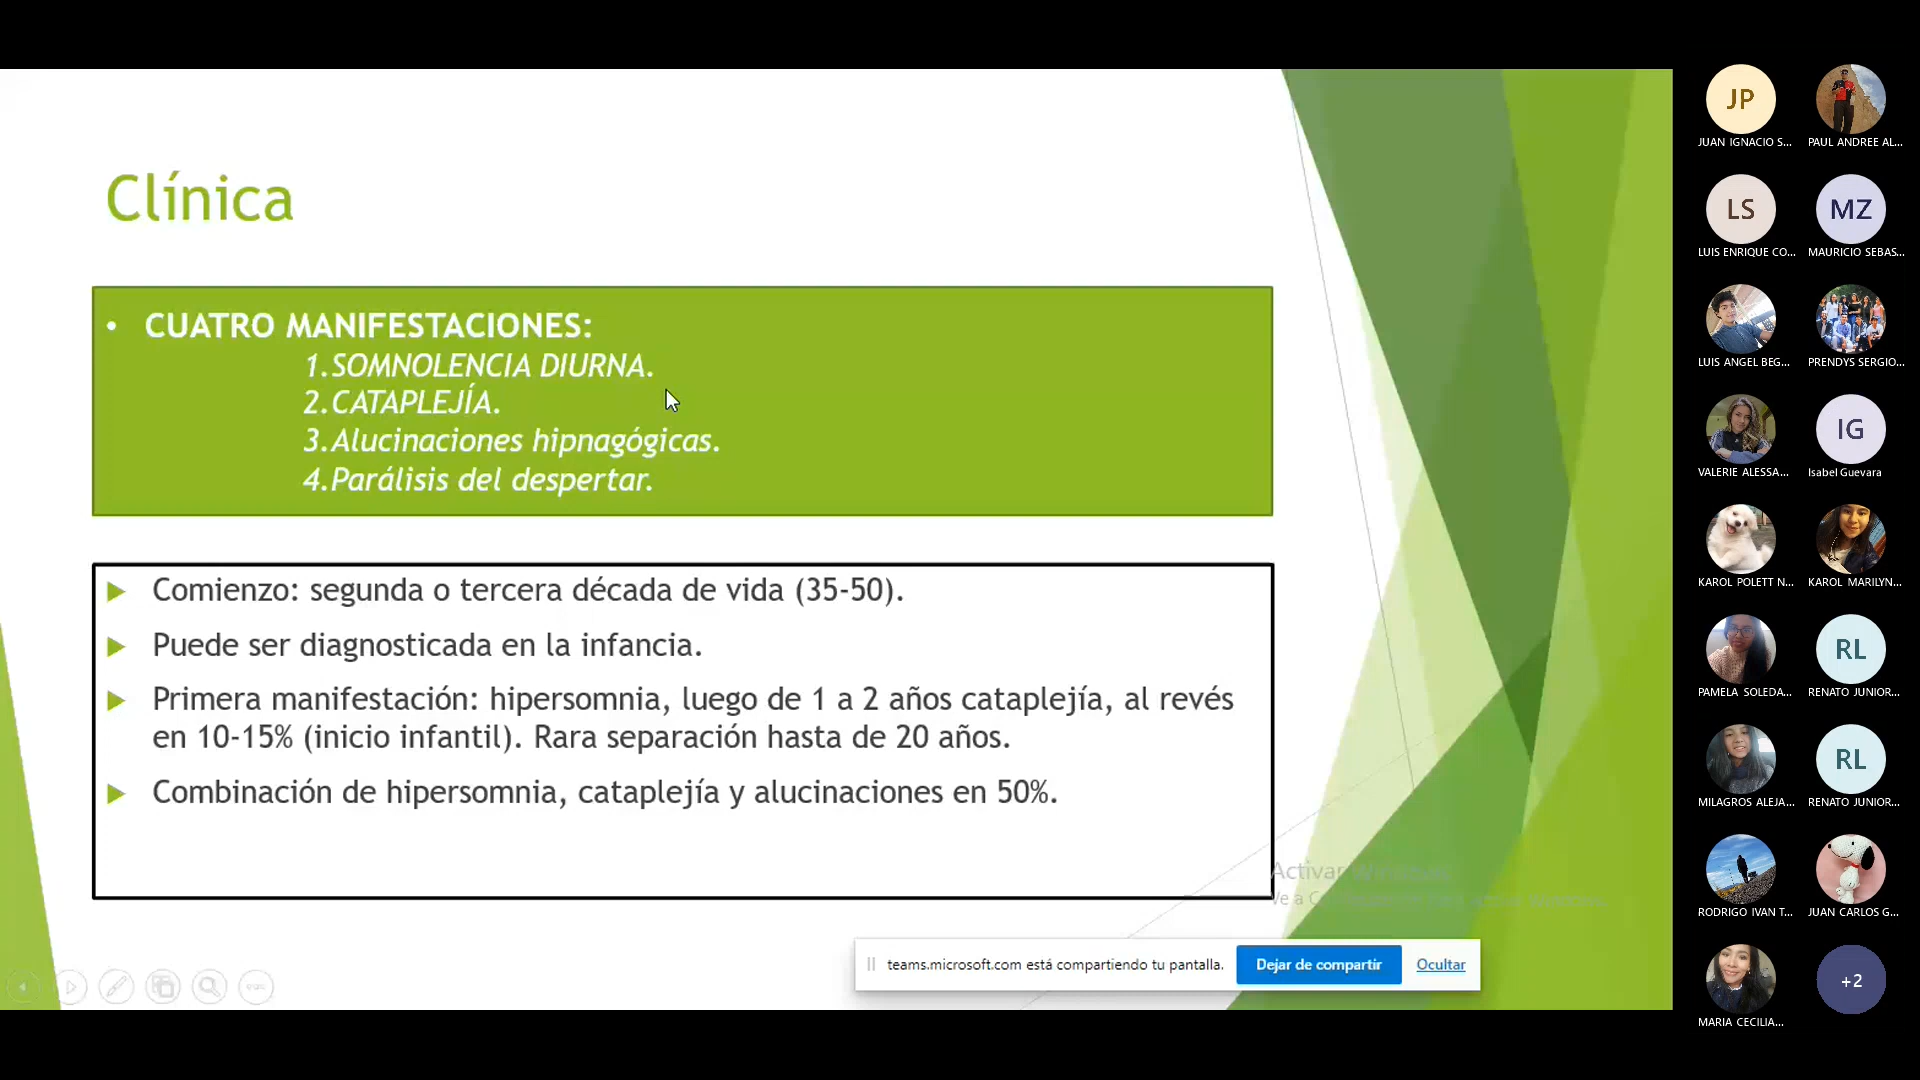 Clínica
• CUATRO MANIFESTACIONES:
1.SOMNOLENCIA DIURNA.
2.CATAPLEJÍA.
3.Alucinaciones hipnagógicas.
4.Parálisis del despertar.
Comienzo: segunda o tercera década de vida (35-50).
Puede ser diagnosticada en la infancia.
Primera manifestación: hipersomnia, luego de 1 a 2 años cataplejía, al revés
en 10-15% (inicio infantil). Rara separación hasta de 20 años.
Combinación de hipersomnia, cataplejía y alucinaciones en 50%.
Activar Windows
teams.microsoft.com está compartiendo tu pantalla.
Dejar de compartir
Ocultar
JP
JUAN IGNACIO S...
PAUL ANDREE AL...
LS
LUIS ENRIQUE CO...
MZ
MAURICIO SEBAS...
LUIS ANGEL BEG...
PRENDYS SERGIO...
VALERIE ALESSA...
IG
Isabel Guevara
KAROL POLETT N...
KAROL MARILYN...
PAMELA SOLEDA...
RL
RENATO JUNIOR...
MILAGROS ALEJA...
RL
RENATO JUNIOR...
RODRIGO IVAN T...
JUAN CARLOS G...
MARIA CECILIA...
+2